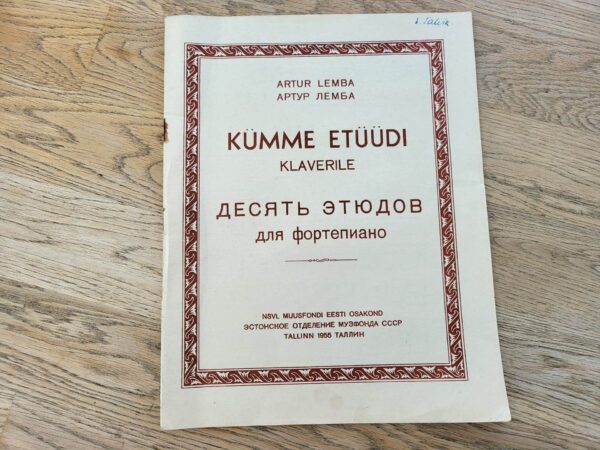 ARTUR LEMBA
АРТУР ЛЕМБА
KÜMME ETÜÜDI
KLAVERILE
ДЕСЯТЬ ЭТЮДОВ
для фортепиано
NSVL MUUSFONDI EESTI OSAKOND
ЭСТОНСКОЕ ОТДЕЛЕНИЕ МУЗФОНДА СССР
TALLINN 1955 ТАЛЛИН